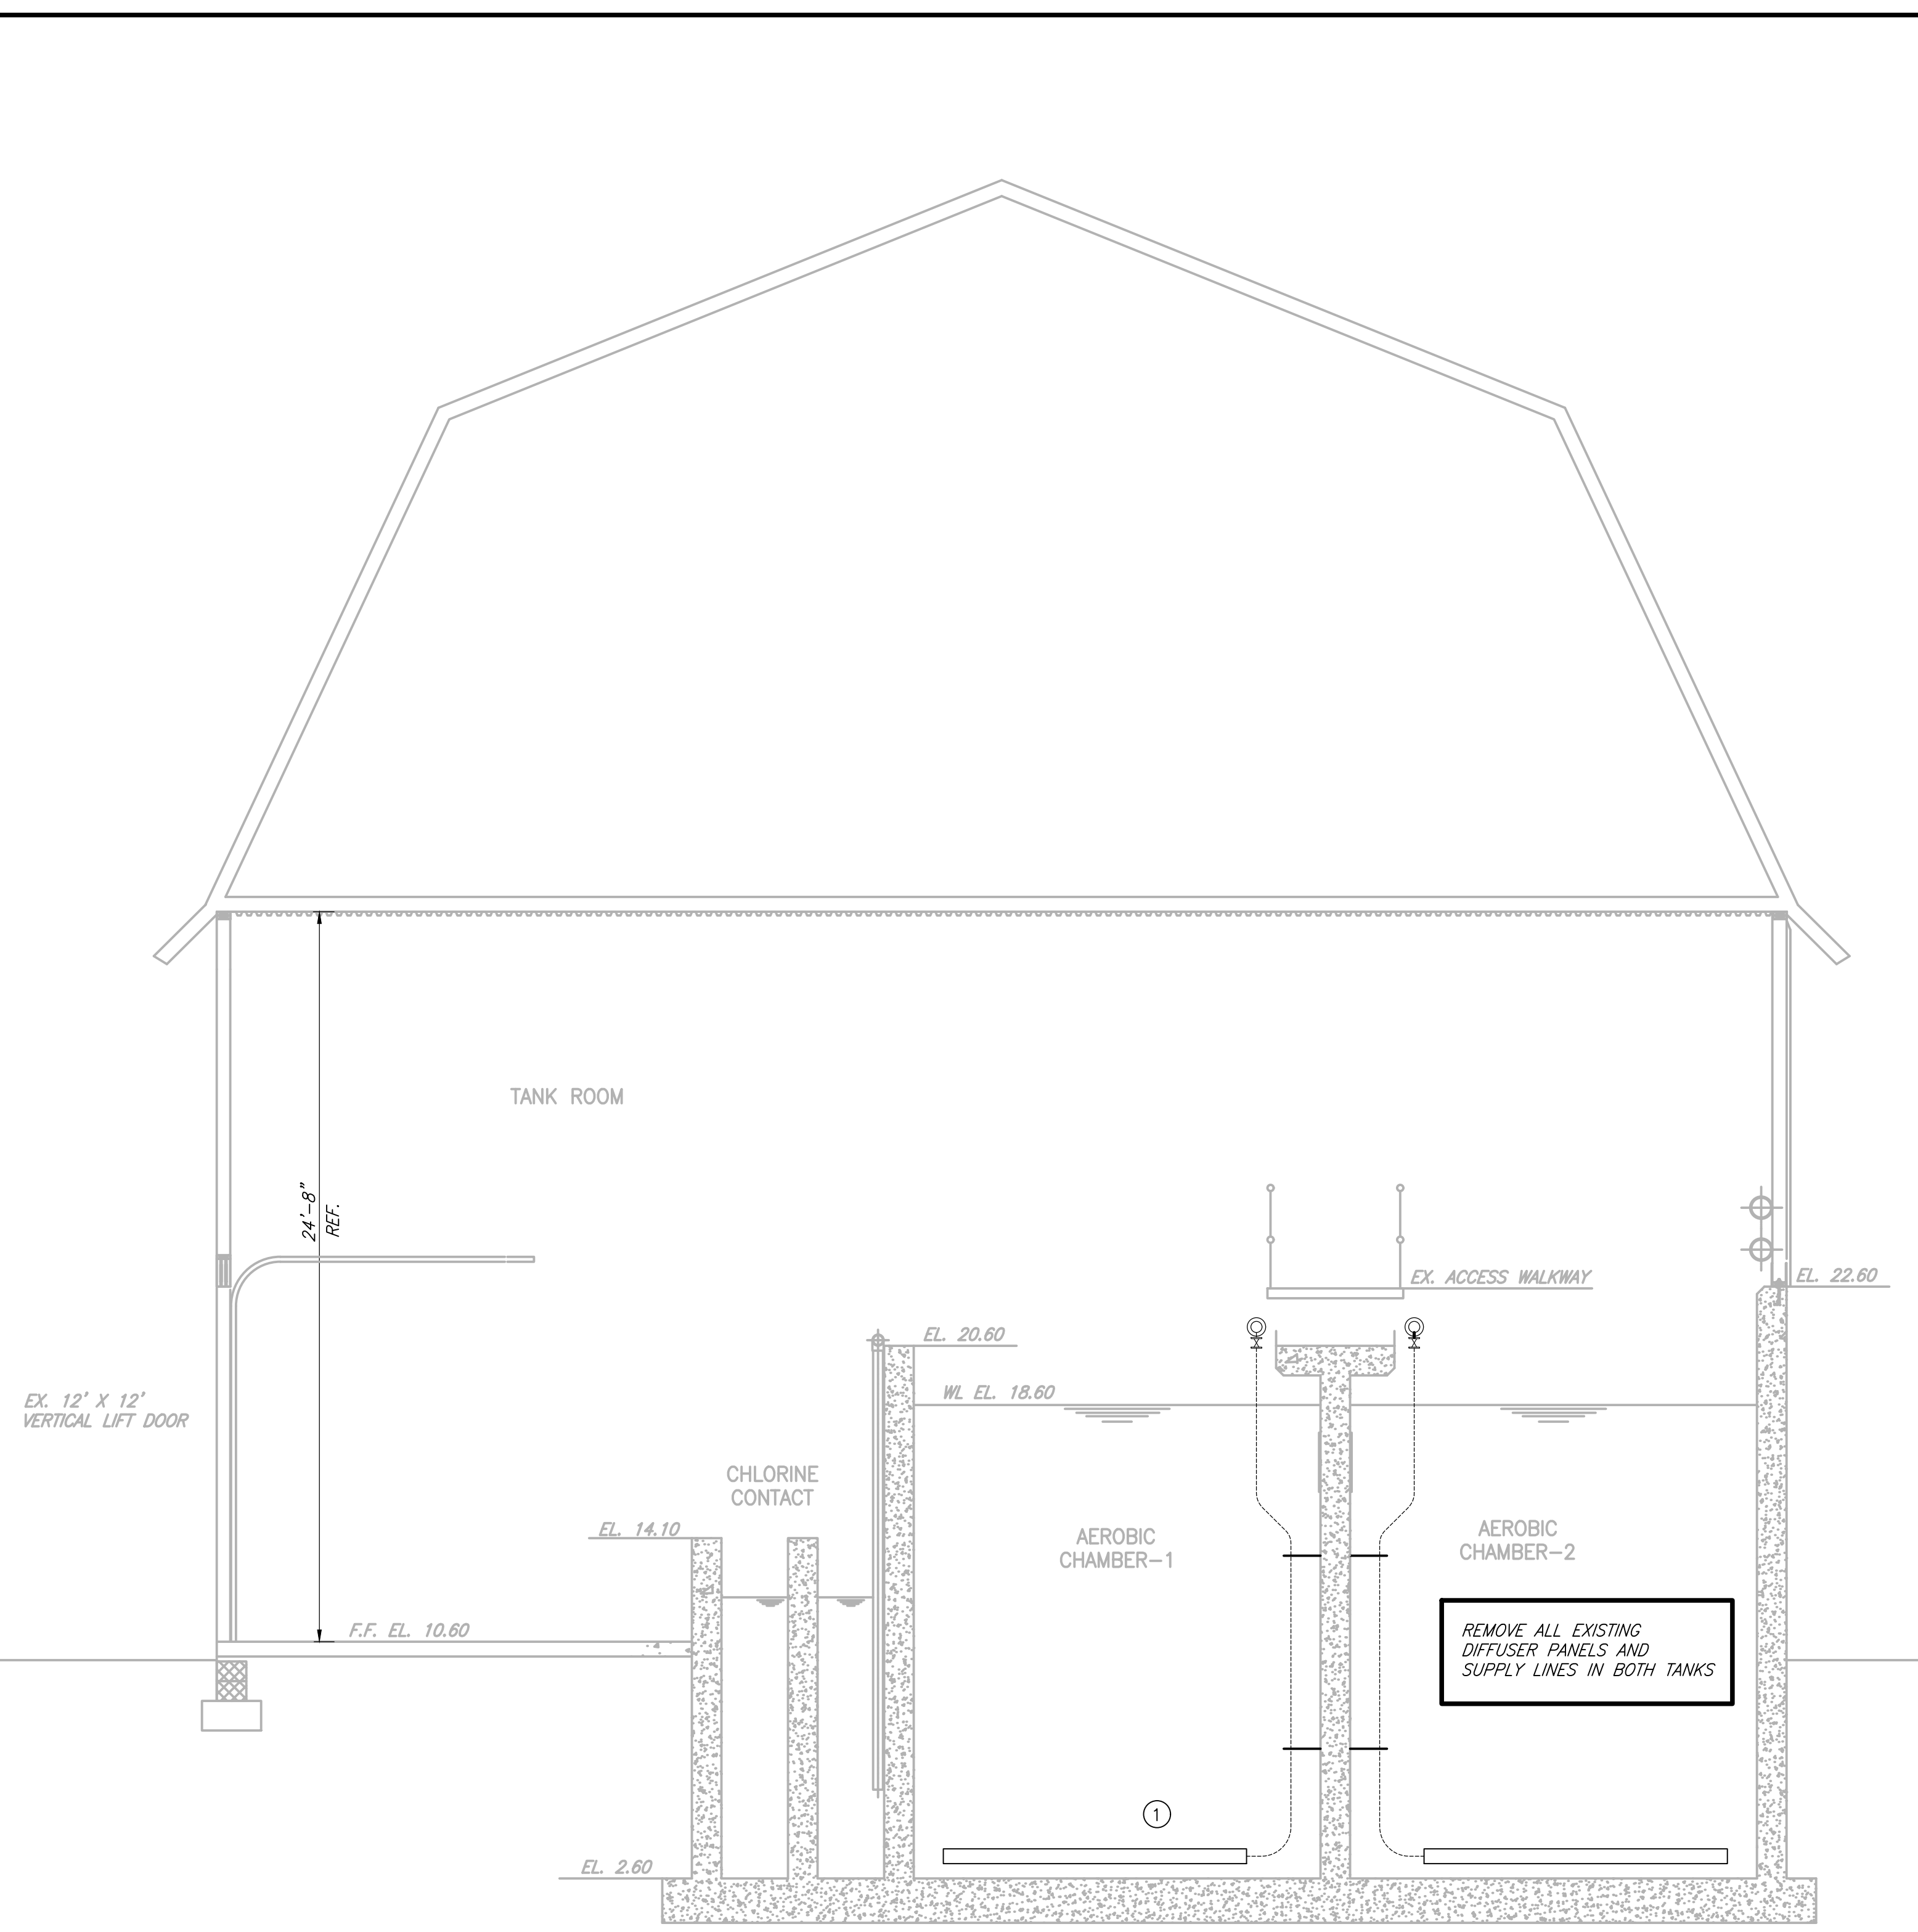 TANK ROOM
24'-8"
REF.
EX. ACCESS WALKWAY
EL. 22.60
EL. 20.60
WL EL. 18.60
EX. 12' X 12'
VERTICAL LIFT DOOR
CHLORINE
CONTACT
EL. 14.10
AEROBIC
CHAMBER-1
AEROBIC
CHAMBER-2
F.F. EL. 10.60
REMOVE ALL EXISTING
DIFFUSER PANELS AND
SUPPLY LINES IN BOTH TANKS
1
EL. 2.60